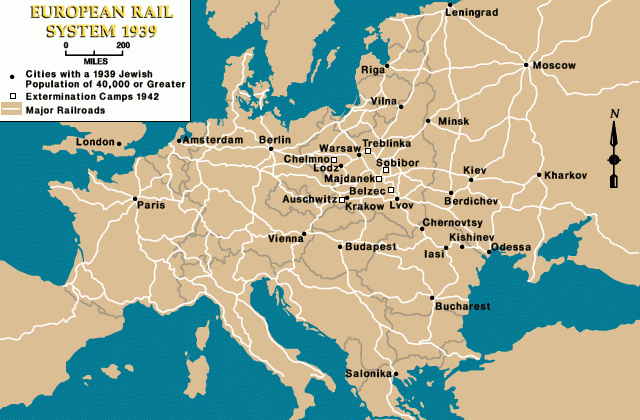 EUROPEAN RAIL
SYSTEM 1939
0 200
MILES
Cities with a 1939 Jewish
Population of 40,000 or Greater
Extermination Camps 1942
Major Railroads
Leningrad
Moscow
Riga
Vilna
Minsk
N
London
Amsterdam
Berlin
Warsaw
Treblinka
Chelmno
Lodz
Sobibor
Majdanek
Kiev
Kharkov
Belzec
Berdichev
Auschwitz
Krakow
Lvov
Paris
Chernovtsy
Vienna
Budapest
Kishinev
Iasi
Odessa
Bucharest
Salonika